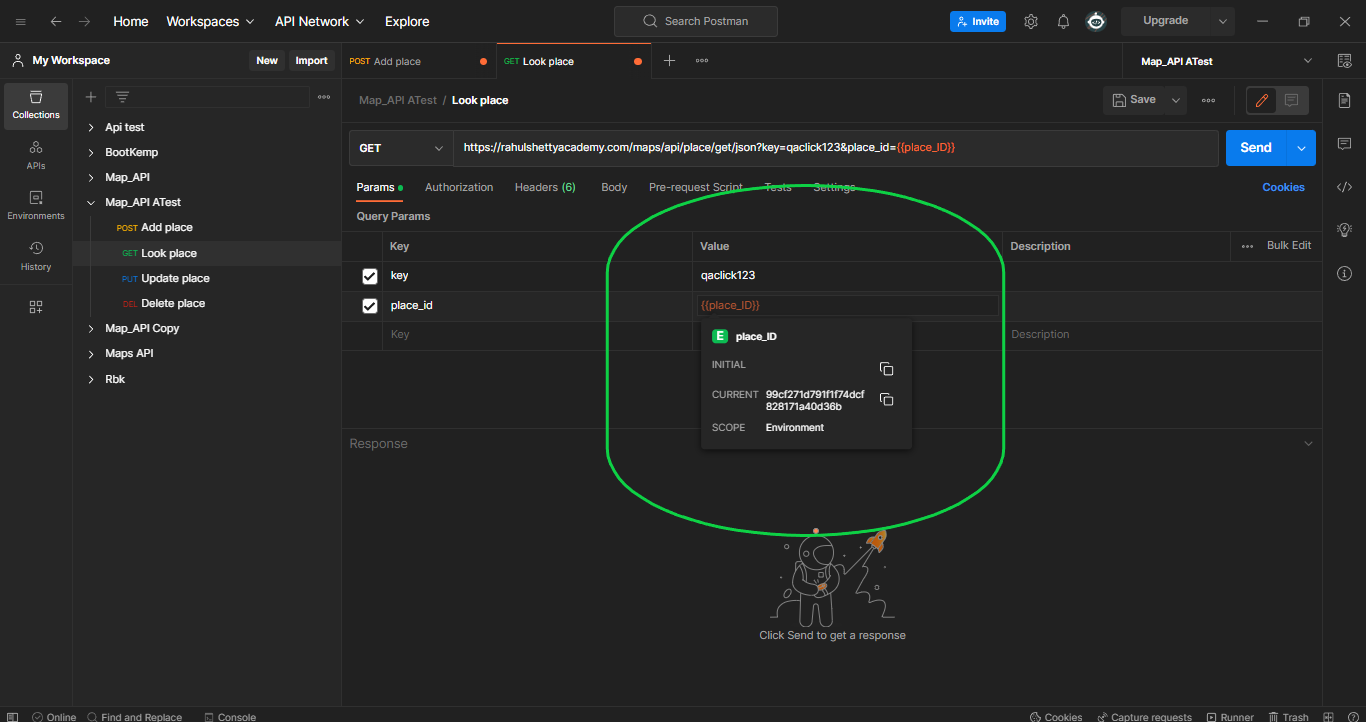 Home Workspaces API Network Explore Search Postman Invite Upgrade
My Workspace New Import POST Add place GET Look place Map_API ATest
Collections
APIs
Environments
History
Api test
BootKemp
Map_API
Map_API ATest
POST Add place
GET Look place
PUT Update place
DEL Delete place
Map_API Copy
Maps API
Rbk
Map_API ATest / Look place Save
GET https://rahulshettyacademy.com/maps/api/place/get/json?key=qaclick123&place_id={{place_ID}} Send
Params Authorization Headers (6) Body Pre-request Script Tests Settings Cookies
Query Params
Key Value Description Bulk Edit
key qaclick123
place_id {{place_ID}}
Key Description
E place_ID
INITIAL
CURRENT 99cf271d791f1f74dcf
828171a40d36b
SCOPE Environment
Response
Click Send to get a response
Online Find and Replace Console Cookies Capture requests Runner Trash